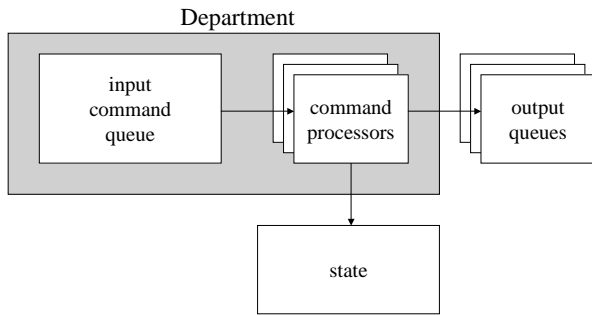 Department
input
command
queue
command
processors
output
queues
state